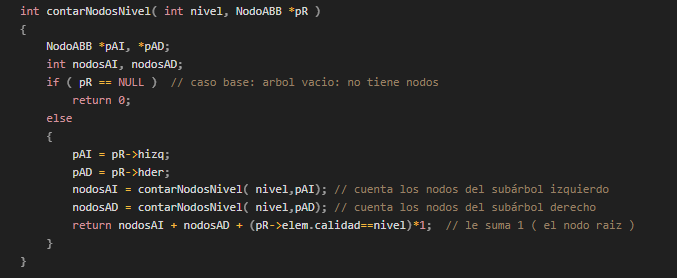 int contarNodosNivel( int nivel, NodoABB *pR )
{
NodoABB *pAI, *pAD;
int nodosAI, nodosAD;
if ( pR == NULL )  // caso base: arbol vacio: no tiene nodos
return 0;
else
{
pAI = pR->hizq;
pAD = pR->hder;
nodosAI = contarNodosNivel( nivel,pAI); // cuenta los nodos del subárbol izquierdo
nodosAD = contarNodosNivel( nivel,pAD); // cuenta los nodos del subárbol derecho
return nodosAI + nodosAD + (pR->elem.calidad==nivel)*1;  // le suma 1 ( el nodo raiz )
}
}